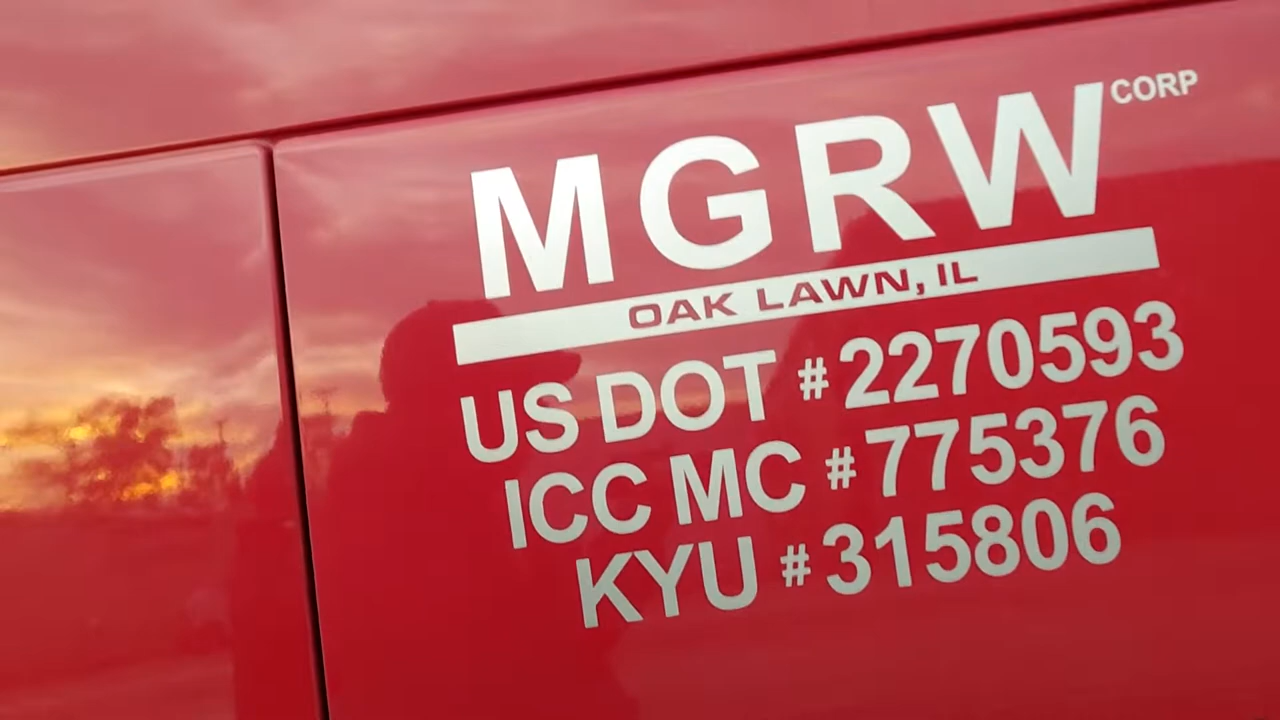 MGRW CORP
OAK LAWN, IL
US DOT # 2270593
ICC MC # 775376
KYU # 315806